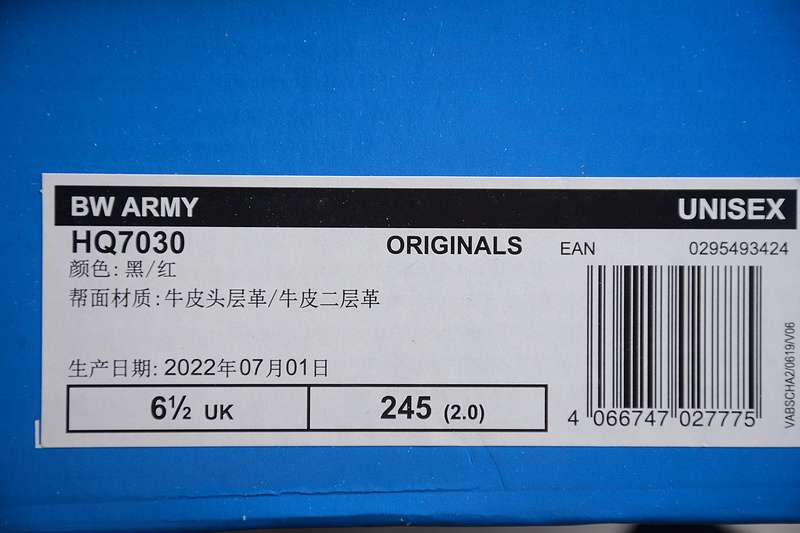 BW ARMY UNISEX
HQ7030 ORIGINALS EAN 0295493424
颜色: 黑/红
帮面材质: 牛皮头层革/牛皮二层革
生产日期: 2022年07月01日
6½ UK 245 (2.0)
4 066747 027775
VABSCHA2/0619/V06